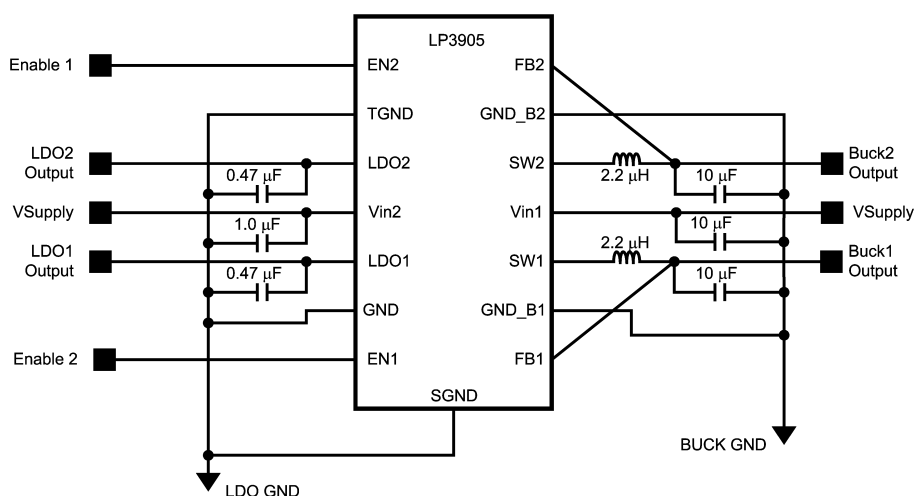 LP3905
Enable 1
EN2
FB2
TGND
GND_B2
LDO2
Output
0.47 µF
LDO2
SW2
2.2 µH
10 µF
Buck2
Output
VSupply
1.0 µF
Vin2
Vin1
10 µF
VSupply
LDO1
Output
0.47 µF
LDO1
SW1
2.2 µH
10 µF
Buck1
Output
GND
GND_B1
Enable 2
EN1
FB1
SGND
BUCK GND
LDO GND